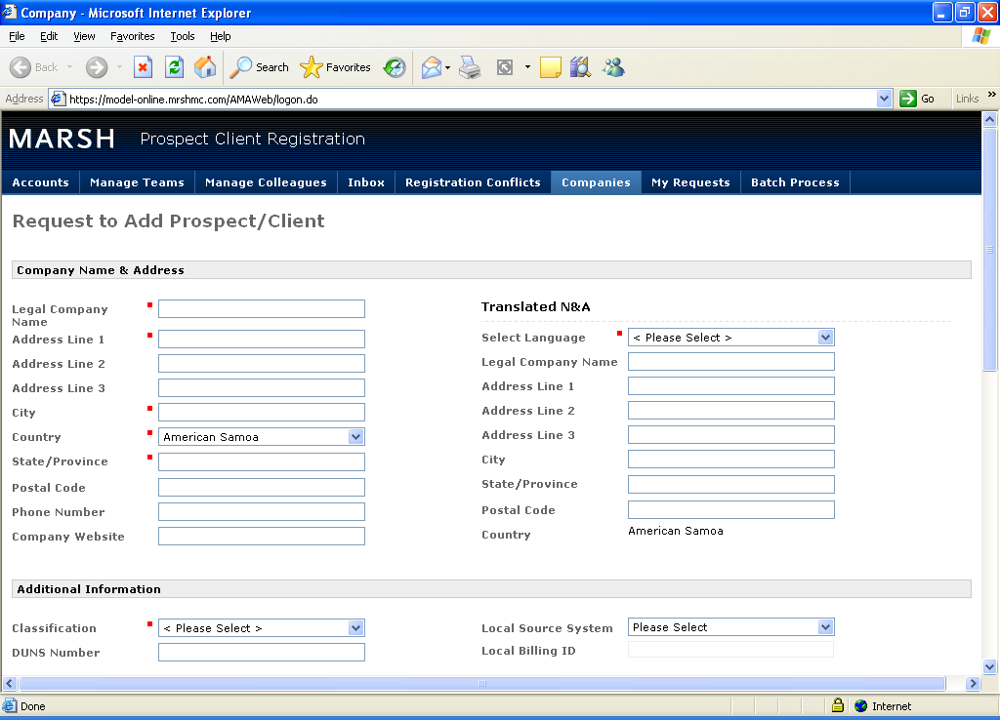 Company - Microsoft Internet Explorer
File Edit View Favorites Tools Help
Back Search Favorites
Address https://model-online.mrshmc.com/AMAWeb/logon.do Go Links »
MARSH Prospect Client Registration
Accounts Manage Teams Manage Colleagues Inbox Registration Conflicts Companies My Requests Batch Process
Request to Add Prospect/Client
Company Name & Address
Legal Company Name
Address Line 1
Address Line 2
Address Line 3
City
Country American Samoa
State/Province
Postal Code
Phone Number
Company Website
Translated N&A
Select Language < Please Select >
Legal Company Name
Address Line 1
Address Line 2
Address Line 3
City
State/Province
Postal Code
Country American Samoa
Additional Information
Classification < Please Select >
DUNS Number
Local Source System Please Select
Local Billing ID
Done Internet